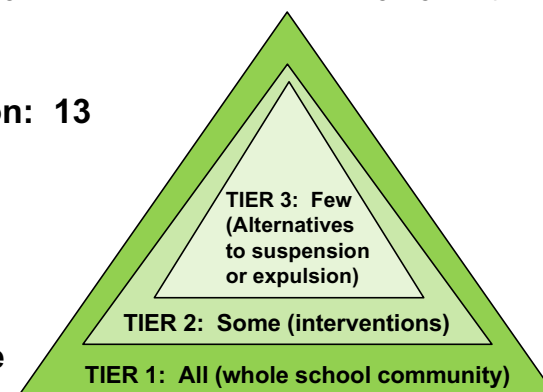 on: 13
TIER 3: Few
(Alternatives
to suspension
or expulsion)
TIER 2: Some (interventions)
e
TIER 1: All (whole school community)